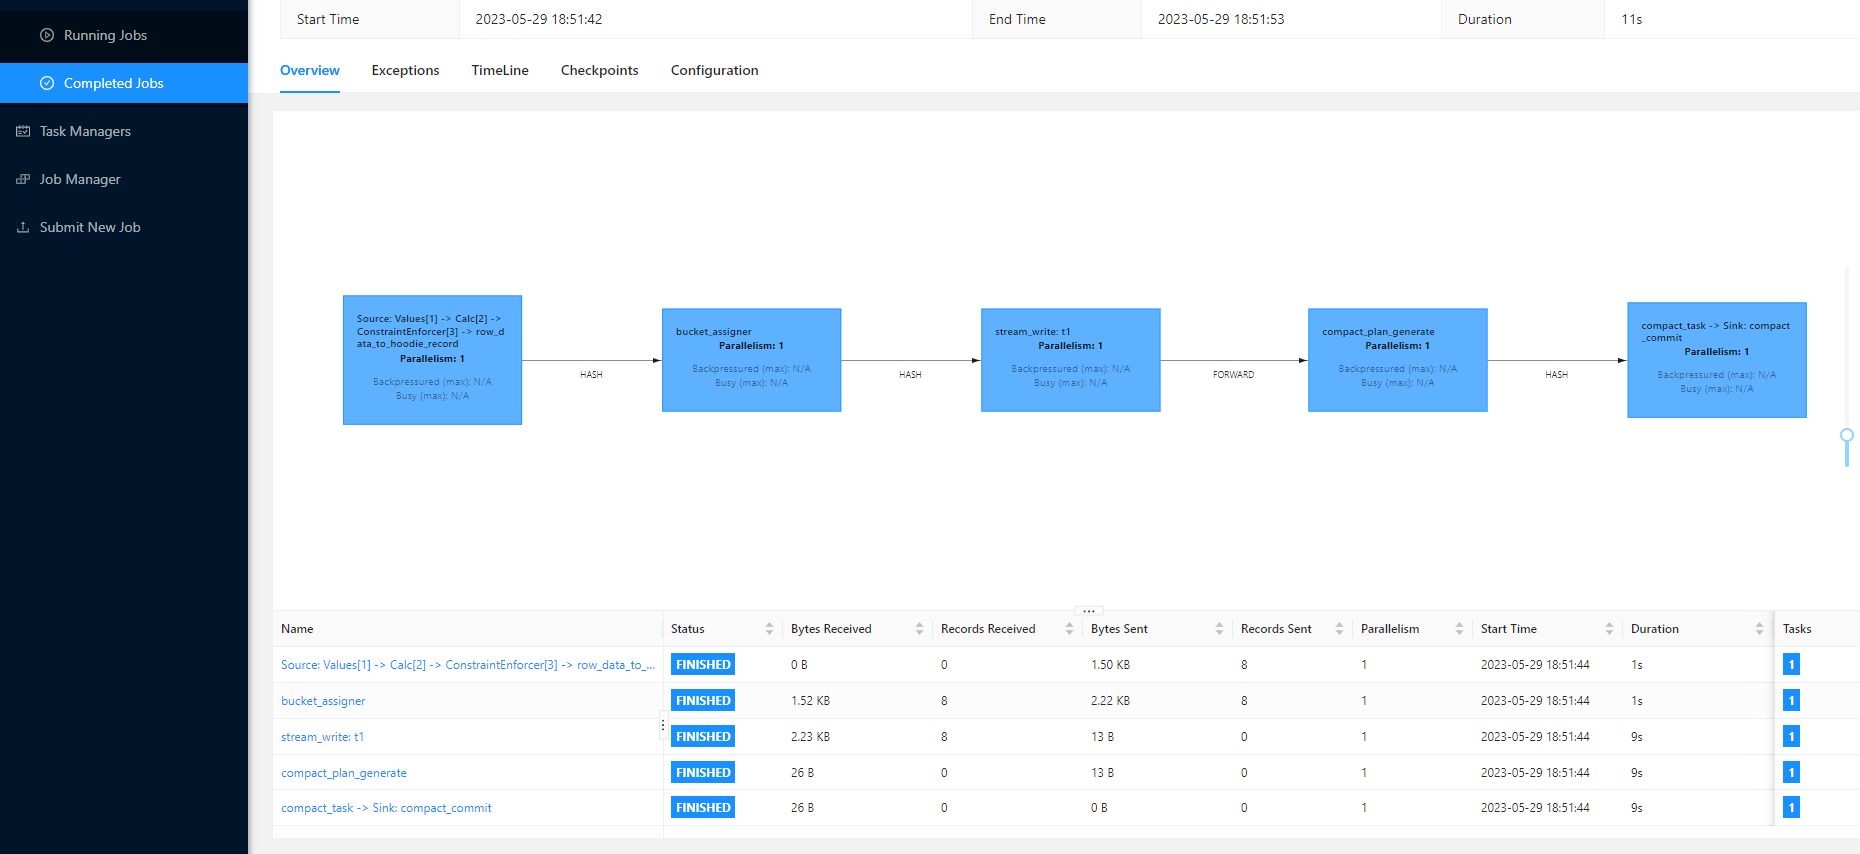 Start Time 2023-05-29 18:51:42 End Time 2023-05-29 18:51:53 Duration 11s
Running Jobs
Completed Jobs
Task Managers
Job Manager
Submit New Job
Overview Exceptions TimeLine Checkpoints Configuration
Source: Values[1] -> Calc[2] ->
ConstraintEnforcer[3] -> row_d
ata_to_hoodie_record
Parallelism: 1
Backpressured (max): N/A
Busy (max): N/A
HASH
bucket_assigner
Parallelism: 1
Backpressured (max): N/A
Busy (max): N/A
HASH
stream_write: t1
Parallelism: 1
Backpressured (max): N/A
Busy (max): N/A
FORWARD
compact_plan_generate
Parallelism: 1
Backpressured (max): N/A
Busy (max): N/A
HASH
compact_task -> Sink: compact
_commit
Parallelism: 1
Backpressured (max): N/A
Busy (max): N/A
Name Status Bytes Received Records Received Bytes Sent Records Sent Parallelism Start Time Duration Tasks
Source: Values[1] -> Calc[2] -> ConstraintEnforcer[3] -> row_data_to_... FINISHED 0 B 0 1.50 KB 8 1 2023-05-29 18:51:44 1s 1
bucket_assigner FINISHED 1.52 KB 8 2.22 KB 8 1 2023-05-29 18:51:44 1s 1
stream_write: t1 FINISHED 2.23 KB 8 13 B 0 1 2023-05-29 18:51:44 9s 1
compact_plan_generate FINISHED 26 B 0 13 B 0 1 2023-05-29 18:51:44 9s 1
compact_task -> Sink: compact_commit FINISHED 26 B 0 0 B 0 1 2023-05-29 18:51:44 9s 1